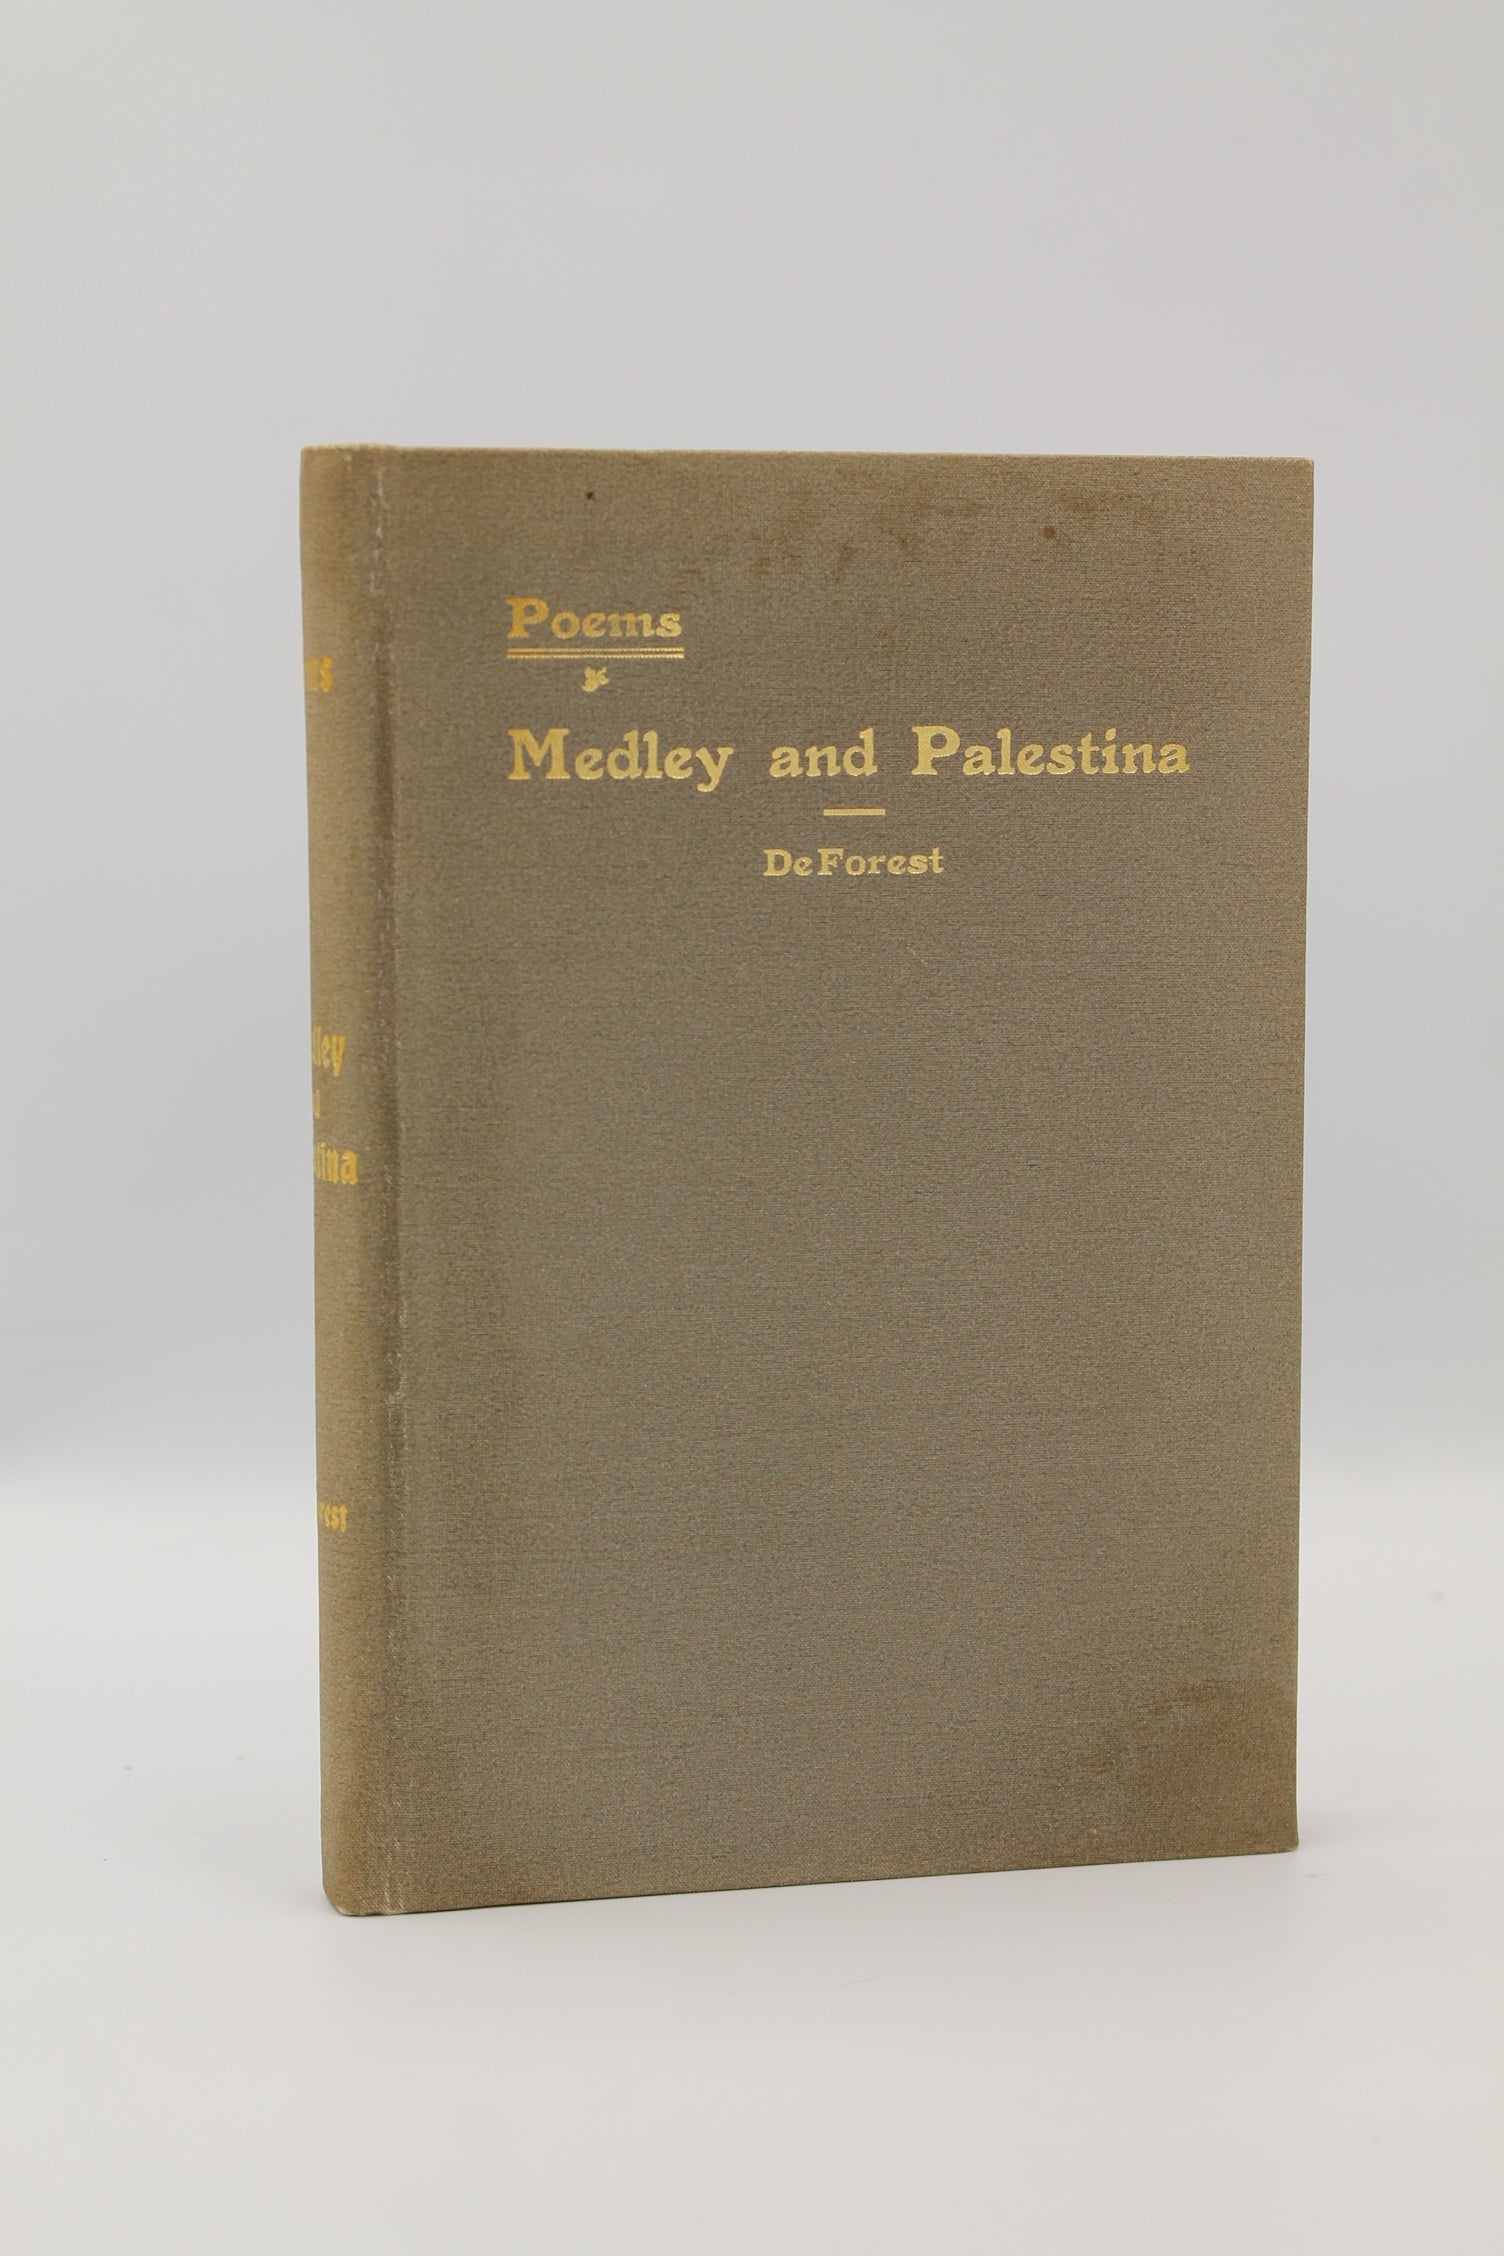 Poems
Medley and Palestina
DeForest